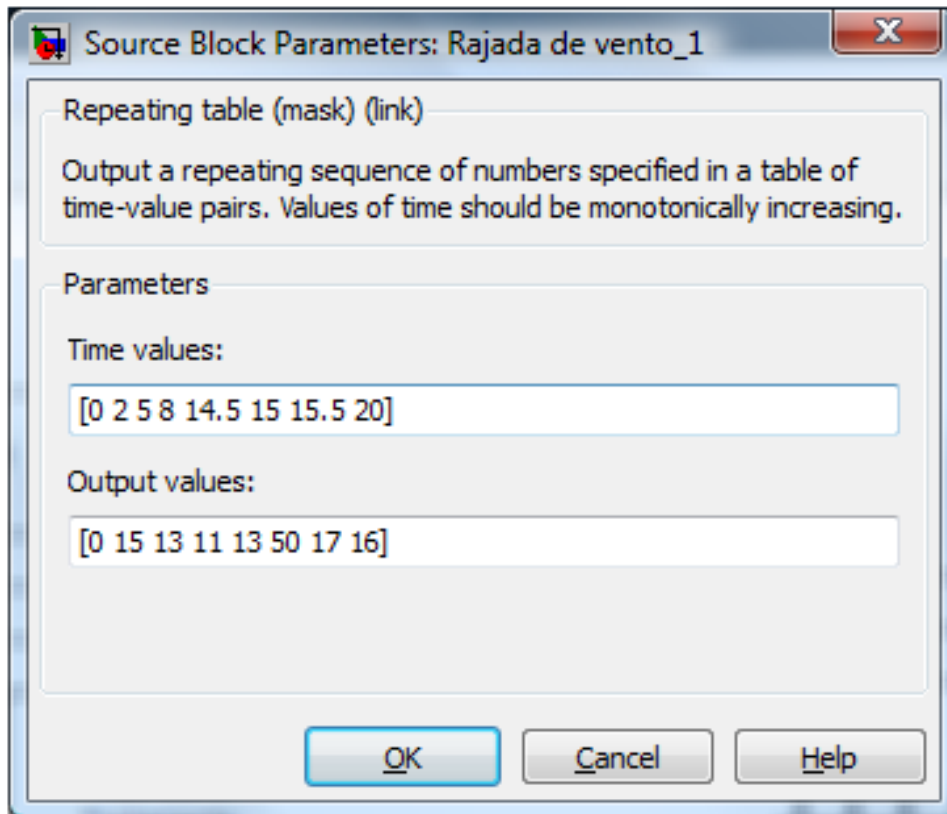 Source Block Parameters: Rajada de vento_1
X
Repeating table (mask) (link)
Output a repeating sequence of numbers specified in a table of
time-value pairs. Values of time should be monotonically increasing.
Parameters
Time values:
[0 2 5 8 14.5 15 15.5 20]
Output values:
[0 15 13 11 13 50 17 16]
OK Cancel Help